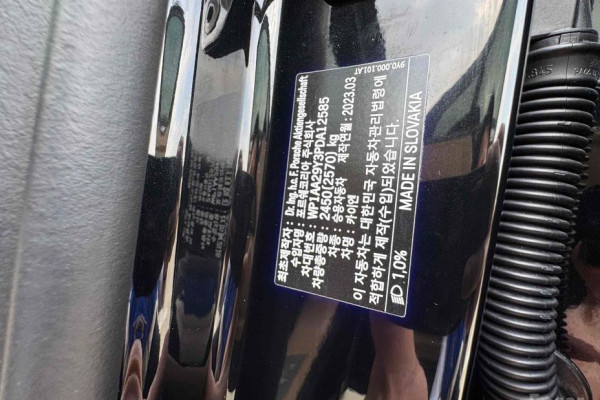 9Y0.000.101.AT
최초제작자: Dr. Ing. h.c. F. Porsche Aktiengesellschaft
수입자명: 포르쉐코리아 주식회사
차대번호: WP1AA29Y3PDA12585
차량총중량: 2450(2570) kg
차종: 승용자동차 제작연월: 2023.03
차명: 카이엔
이 자동차는 대한민국 자동차관리법령에
적합하게 제작(수입)되었습니다.
1.0% MADE IN SLOVAKIA